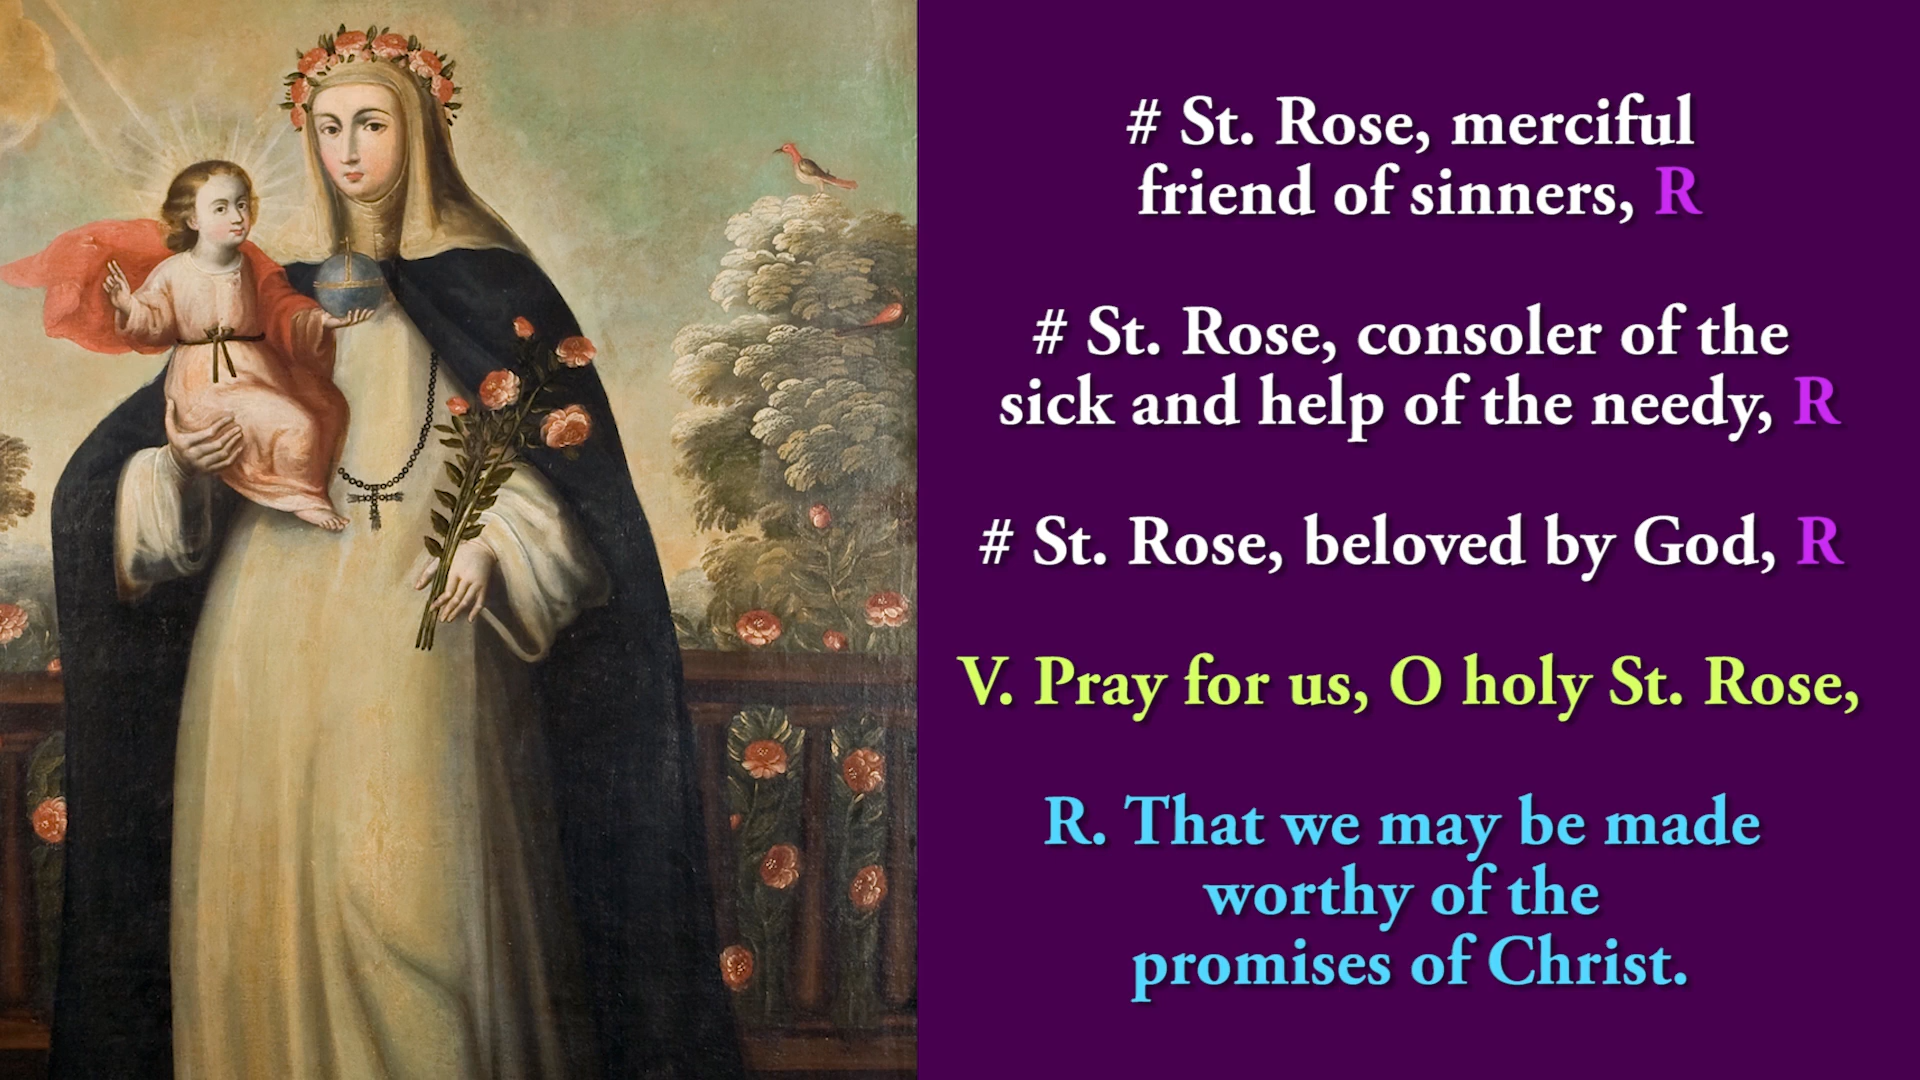 # St. Rose, merciful
friend of sinners, R
# St. Rose, consoler of the
sick and help of the needy, R
# St. Rose, beloved by God, R
V. Pray for us, O holy St. Rose,
R. That we may be made
worthy of the
promises of Christ.